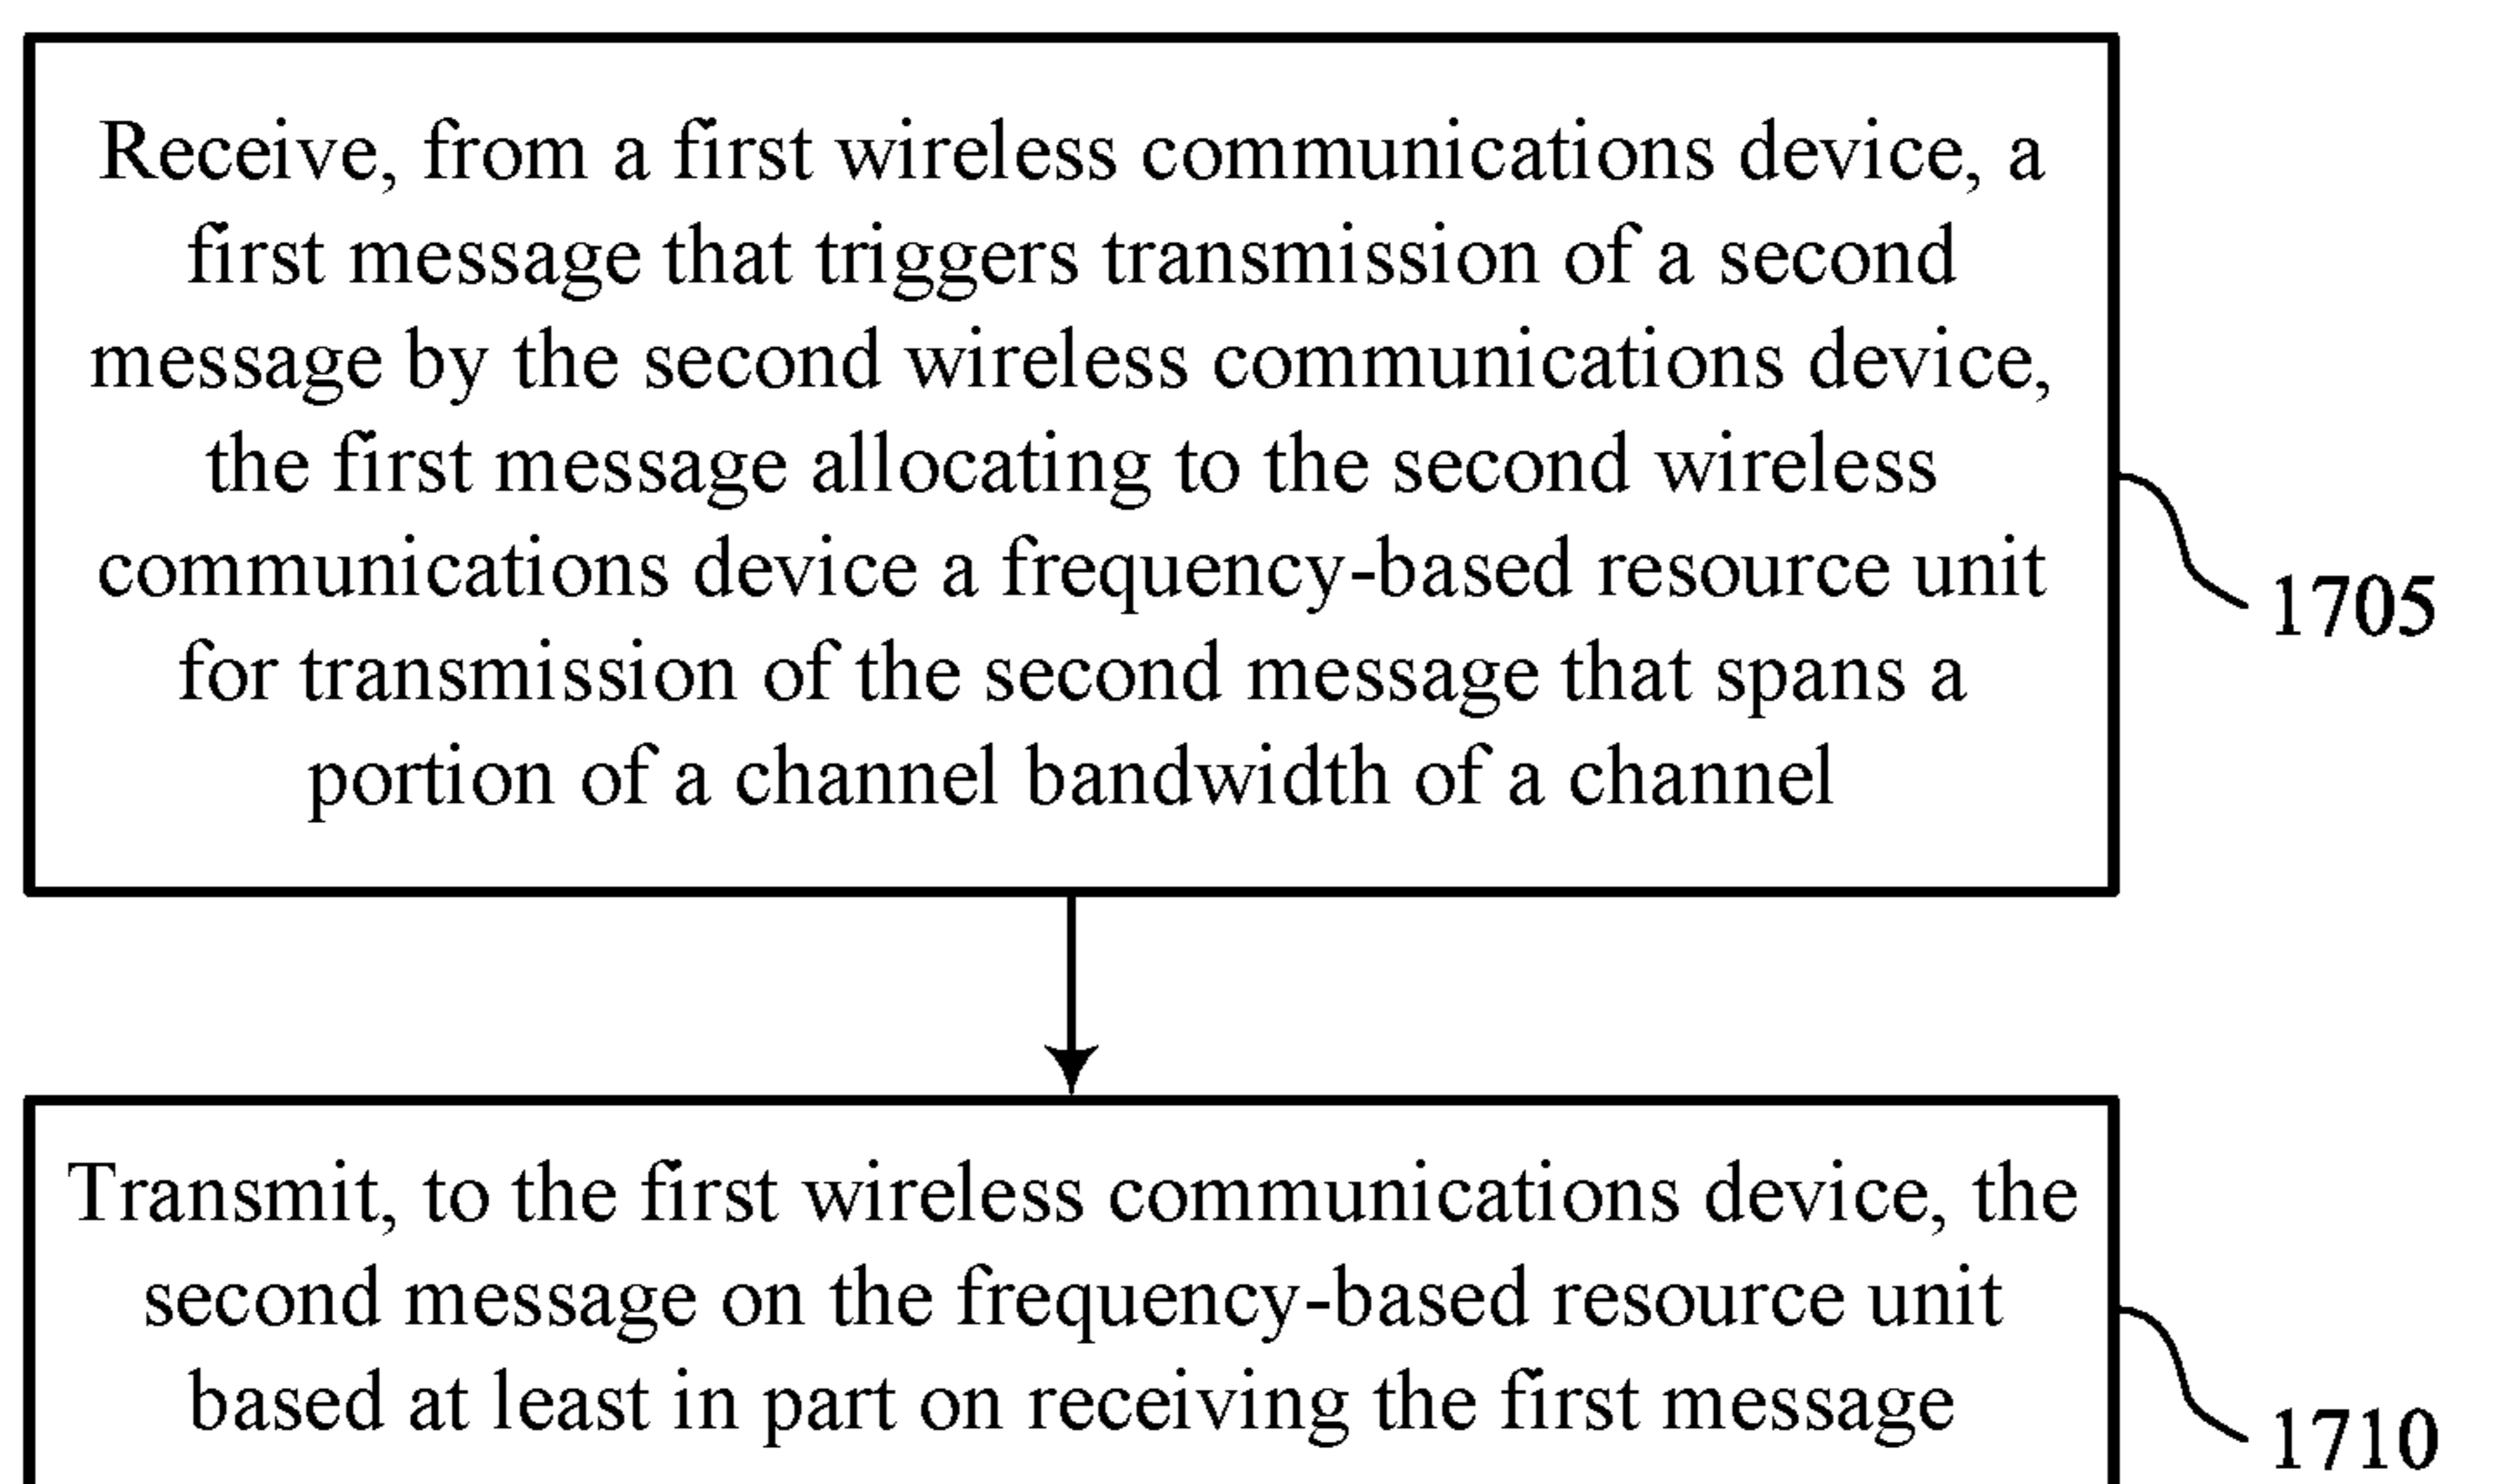 Receive, from a first wireless communications device, a
first message that triggers transmission of a second
message by the second wireless communications device,
the first message allocating to the second wireless
communications device a frequency-based resource unit
for transmission of the second message that spans a
portion of a channel bandwidth of a channel
1705
Transmit, to the first wireless communications device, the
second message on the frequency-based resource unit
based at least in part on receiving the first message
1710